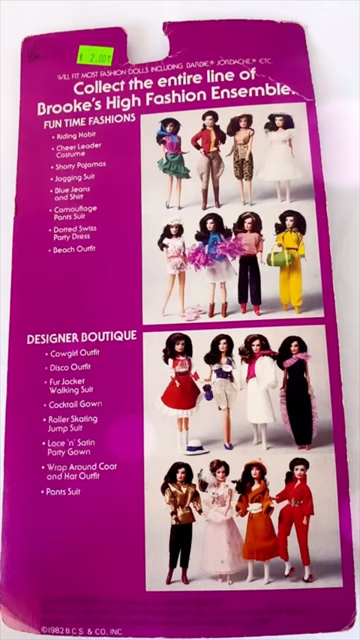 $ 2.00
WILL FIT MOST FASHION DOLLS INCLUDING BARBIE® JORDACHE® ETC.
Collect the entire line of
Brooke's High Fashion Ensemble
FUN TIME FASHIONS
• Riding Habit
• Cheer Leader
Costume
• Shorty Pajamas
• Jogging Suit
• Blue Jeans
and Shirt
• Camouflage
Pants Suit
• Dotted Swiss
Party Dress
• Beach Outfit
DESIGNER BOUTIQUE
• Cowgirl Outfit
• Disco Outfit
• Fur Jacket
Walking Suit
• Cocktail Gown
• Roller Skating
Jump Suit
• Lace 'n' Satin
Party Gown
• Wrap Around Coat
and Hat Outfit
• Pants Suit
©1982 B.C.S. & CO. INC.